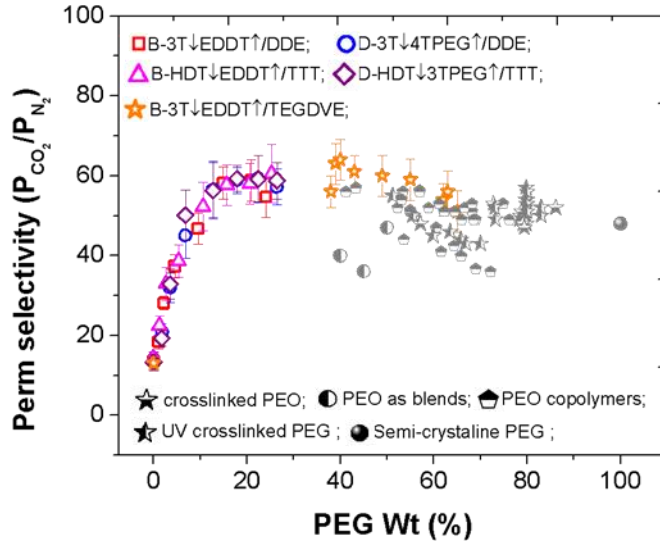 B-3T↓EDDT↑/DDE; D-3T↓4TPEG↑/DDE;
B-HDT↓EDDT↑/TTT; D-HDT↓3TPEG↑/TTT;
B-3T↓EDDT↑/TEGDVE;
Perm selectivity (P_CO₂/P_N₂)
100
80
60
40
20
0
crosslinked PEO; PEO as blends; PEO copolymers;
UV crosslinked PEG ; Semi-crystaline PEG ;
0 20 40 60 80 100
PEG Wt (%)